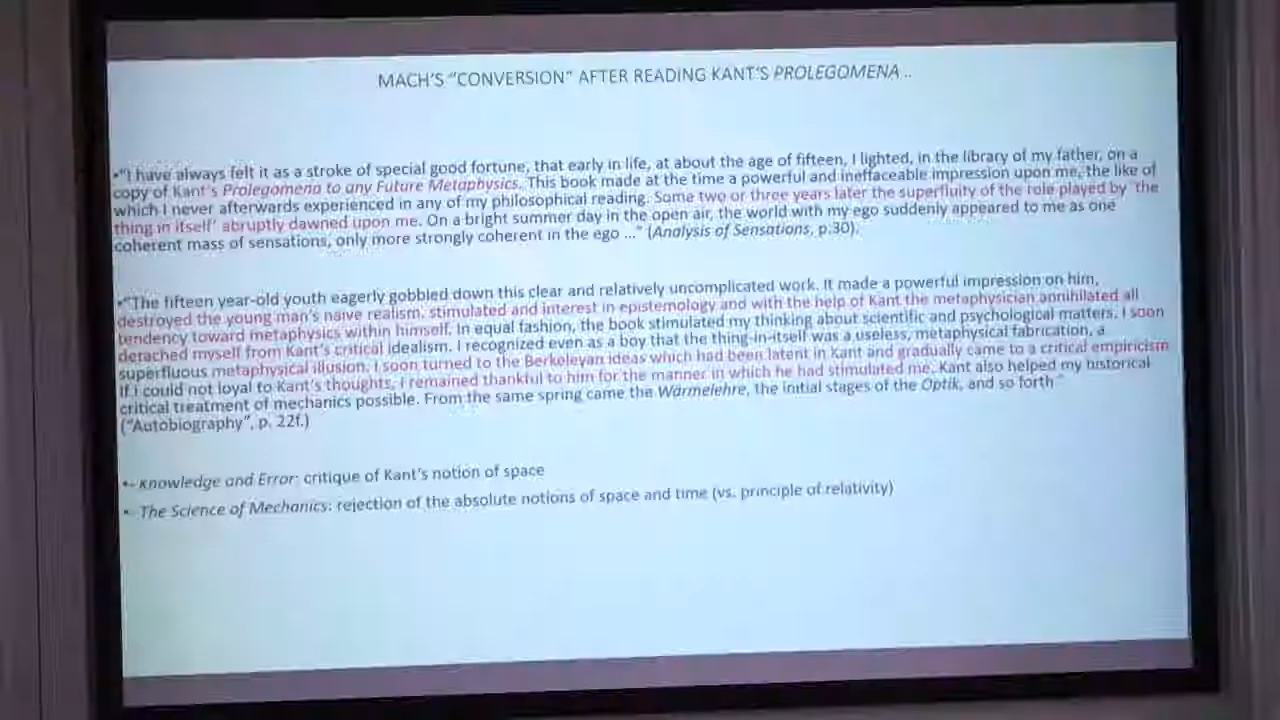 MACH'S "CONVERSION" AFTER READING KANT'S PROLEGOMENA ..
•"I have always felt it as a stroke of special good fortune, that early in life, at about the age of fifteen, I lighted, in the library of my father, on a
copy of Kant's Prolegomena to any Future Metaphysics. This book made at the time a powerful and ineffaceable impression upon me, the like of
which I never afterwards experienced in any of my philosophical reading. Some two or three years later the superfluity of the role played by 'the
thing in itself' abruptly dawned upon me. On a bright summer day in the open air, the world with my ego suddenly appeared to me as one
coherent mass of sensations, only more strongly coherent in the ego ..." (Analysis of Sensations, p.30).
•"The fifteen year-old youth eagerly gobbled down this clear and relatively uncomplicated work. It made a powerful impression on him,
destroyed the young man's naive realism, stimulated and interest in epistemology and with the help of Kant the metaphysician annihilated all
tendency toward metaphysics within himself. In equal fashion, the book stimulated my thinking about scientific and psychological matters. I soon
detached myself from Kant's critical idealism. I recognized even as a boy that the thing-in-itself was a useless, metaphysical fabrication, a
superfluous metaphysical illusion. I soon turned to the Berkeleyan ideas which had been latent in Kant and gradually came to a critical empiricism
If I could not loyal to Kant's thoughts, I remained thankful to him for the manner in which he had stimulated me. Kant also helped my historical
critical treatment of mechanics possible. From the same spring came the Wärmelehre, the initial stages of the Optik, and so forth"
("Autobiography", p. 22f.)
•- Knowledge and Error: critique of Kant's notion of space
•- The Science of Mechanics: rejection of the absolute notions of space and time (vs. principle of relativity)